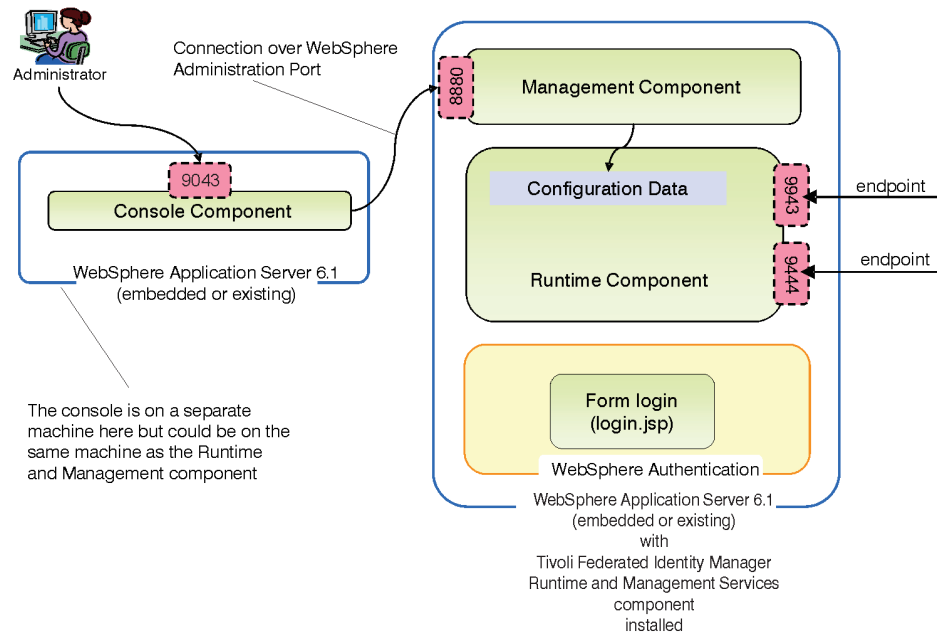 Administrator
Connection over WebSphere
Administration Port
9043
Console Component
WebSphere Application Server 6.1
(embedded or existing)
The console is on a separate
machine here but could be on the
same machine as the Runtime
and Management component
8880
Management Component
Configuration Data
Runtime Component
9943
endpoint
9444
endpoint
Form login
(login.jsp)
WebSphere Authentication
WebSphere Application Server 6.1
(embedded or existing)
with
Tivoli Federated Identity Manager
Runtime and Management Services
component
installed